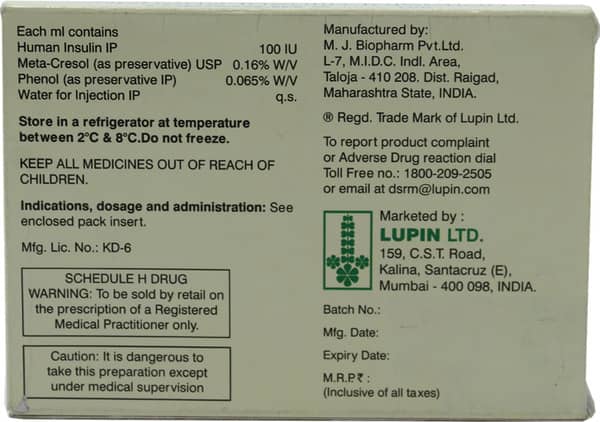 Each ml contains
Human Insulin IP 100 IU
Meta-Cresol (as preservative) USP 0.16% W/V
Phenol (as preservative IP) 0.065% W/V
Water for Injection IP q.s.
Store in a refrigerator at temperature
between 2°C & 8°C.Do not freeze.
KEEP ALL MEDICINES OUT OF REACH OF
CHILDREN.
Indications, dosage and administration: See
enclosed pack insert.
Mfg. Lic. No.: KD-6
SCHEDULE H DRUG
WARNING: To be sold by retail on
the prescription of a Registered
Medical Practitioner only.
Caution: It is dangerous to
take this preparation except
under medical supervision
Manufactured by:
M. J. Biopharm Pvt.Ltd.
L-7, M.I.D.C. Indl. Area,
Taloja - 410 208. Dist. Raigad,
Maharashtra State, INDIA.
® Regd. Trade Mark of Lupin Ltd.
To report product complaint
or Adverse Drug reaction dial
Toll Free no.: 1800-209-2505
or email at dsrm@lupin.com
Marketed by :
LUPIN LTD.
159, C.S.T. Road,
Kalina, Santacruz (E),
Mumbai - 400 098, INDIA.
Batch No.:
Mfg. Date:
Expiry Date:
M.R.P.₹ :
(Inclusive of all taxes)